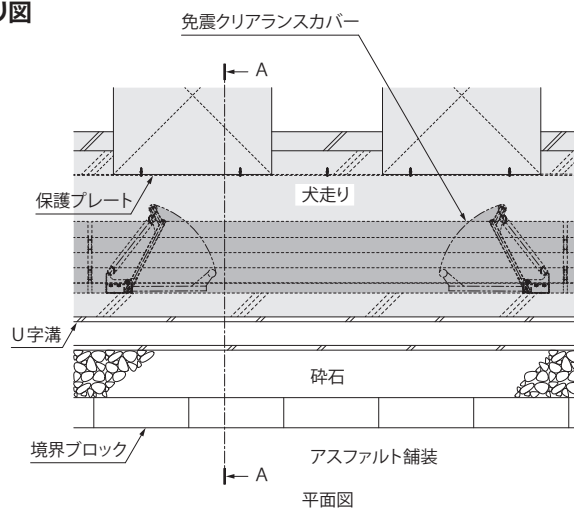 り図
免震クリアランスカバー
A
保護プレート
犬走り
U字溝
砕石
境界ブロック
アスファルト舗装
A
平面図